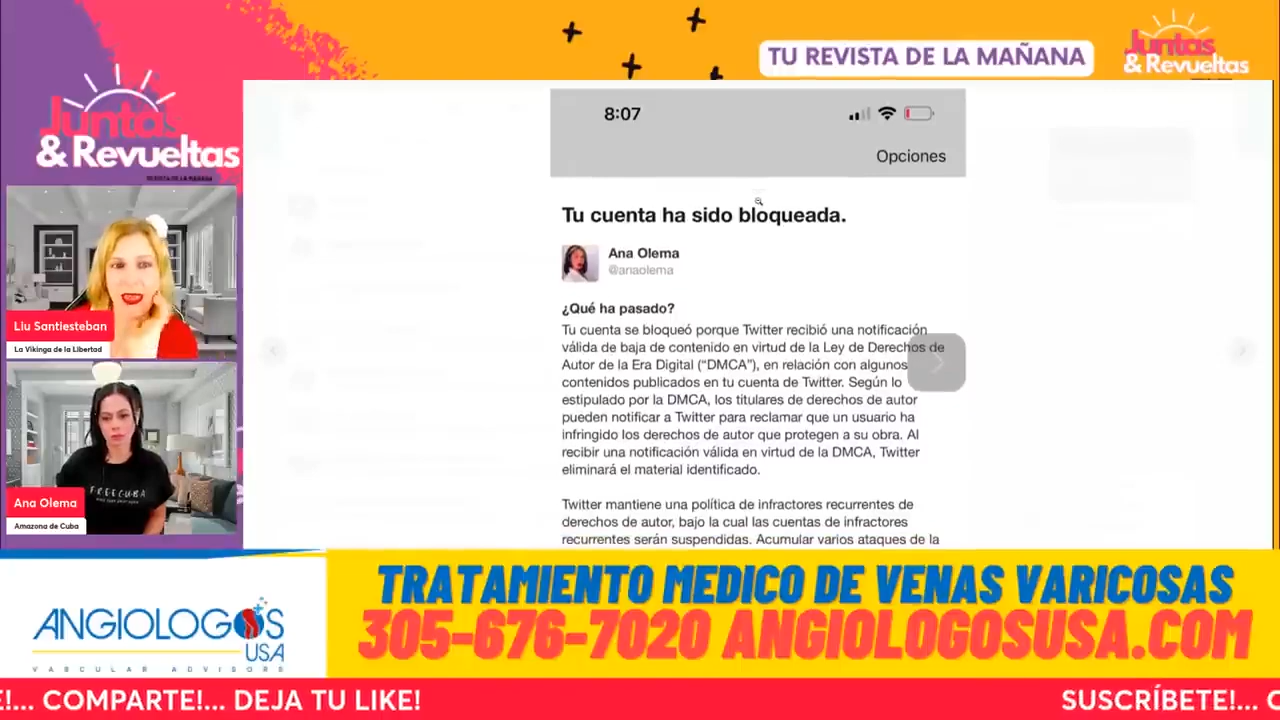 TU REVISTA DE LA MAÑANA
Juntas
& Revueltas
Juntas
& Revueltas
REVISTA DE LA MAÑANA
8:07
Opciones
Tu cuenta ha sido bloqueada.
Ana Olema
@anaolema
¿Qué ha pasado?
Tu cuenta se bloqueó porque Twitter recibió una notificación
válida de baja de contenido en virtud de la Ley de Derechos de
Autor de la Era Digital (“DMCA”), en relación con algunos
contenidos publicados en tu cuenta de Twitter. Según lo
estipulado por la DMCA, los titulares de derechos de autor
pueden notificar a Twitter para reclamar que un usuario ha
infringido los derechos de autor que protegen a su obra. Al
recibir una notificación válida en virtud de la DMCA, Twitter
eliminará el material identificado.
Twitter mantiene una política de infractores recurrentes de
derechos de autor, bajo la cual las cuentas de infractores
recurrentes serán suspendidas. Acumular varios ataques de la
Liu Santiesteban
La Vikinga de la Libertad
FREECUBA
Ana Olema
Amazona de Cuba
ANGIOLOGOS
USA
VASCULAR ADVISORS
TRATAMIENTO MEDICO DE VENAS VARICOSAS
305-676-7020 ANGIOLOGOSUSA.COM
E!... COMPARTE!... DEJA TU LIKE! SUSCRÍBETE!... C